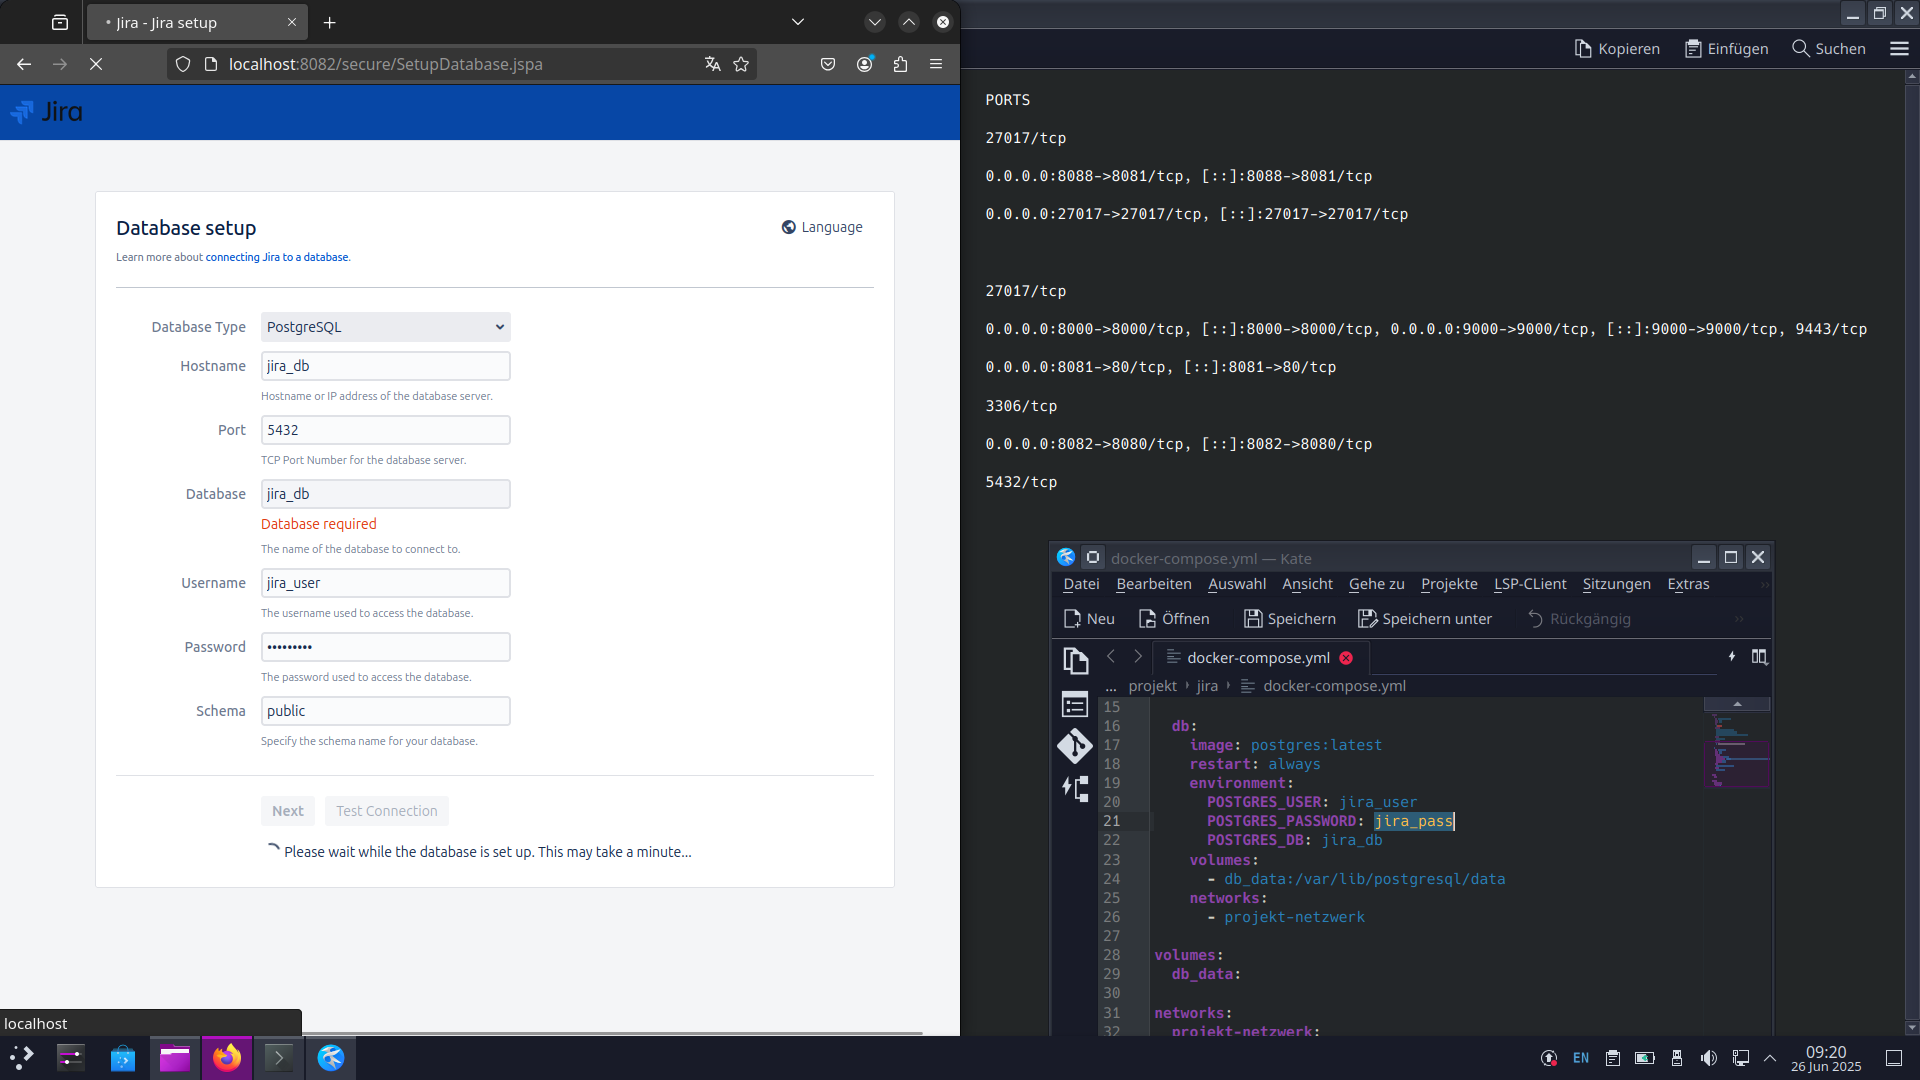 Jira - Jira setup
localhost:8082/secure/SetupDatabase.jspa
Jira
Database setup
Language
Learn more about connecting Jira to a database.
Database Type PostgreSQL
Hostname jira_db
Hostname or IP address of the database server.
Port 5432
TCP Port Number for the database server.
Database jira_db
Database required
The name of the database to connect to.
Username jira_user
The username used to access the database.
Password •••••••••
The password used to access the database.
Schema public
Specify the schema name for your database.
Next Test Connection
Please wait while the database is set up. This may take a minute...
localhost
Kopieren Einfügen Suchen
PORTS
27017/tcp
0.0.0.0:8088->8081/tcp, [::]:8088->8081/tcp
0.0.0.0:27017->27017/tcp, [::]:27017->27017/tcp
27017/tcp
0.0.0.0:8000->8000/tcp, [::]:8000->8000/tcp, 0.0.0.0:9000->9000/tcp, [::]:9000->9000/tcp, 9443/tcp
0.0.0.0:8081->80/tcp, [::]:8081->80/tcp
3306/tcp
0.0.0.0:8082->8080/tcp, [::]:8082->8080/tcp
5432/tcp
docker-compose.yml — Kate
Datei Bearbeiten Auswahl Ansicht Gehe zu Projekte LSP-CLient Sitzungen Extras
Neu Öffnen Speichern Speichern unter Rückgängig
docker-compose.yml
... projekt jira docker-compose.yml
15
16 db:
17 image: postgres:latest
18 restart: always
19 environment:
20 POSTGRES_USER: jira_user
21 POSTGRES_PASSWORD: jira_pass
22 POSTGRES_DB: jira_db
23 volumes:
24 - db_data:/var/lib/postgresql/data
25 networks:
26 - projekt-netzwerk
27
28 volumes:
29 db_data:
30
31 networks:
32 projekt-netzwerk:
EN
09:20
26 Jun 2025